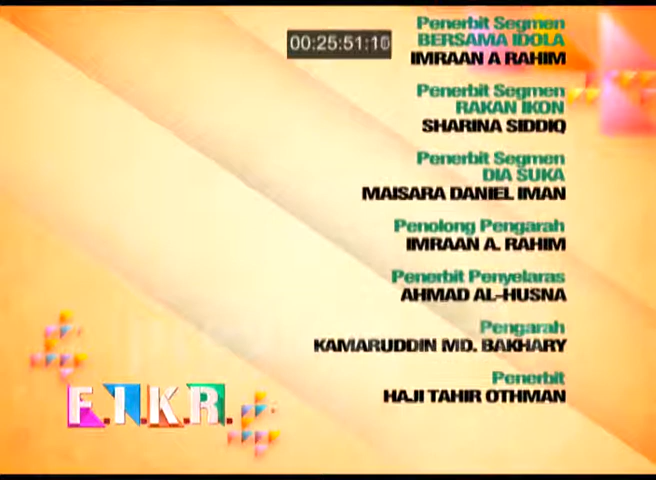 00:25:51:10
Penerbit Segmen
BERSAMA IDOLA
IMRAAN A RAHIM
Penerbit Segmen
RAKAN IKON
SHARINA SIDDIQ
Penerbit Segmen
DIA SUKA
MAISARA DANIEL IMAN
Penolong Pengarah
IMRAAN A. RAHIM
Penerbit Penyelaras
AHMAD AL-HUSNA
Pengarah
KAMARUDDIN MD. BAKHARY
Penerbit
HAJI TAHIR OTHMAN
F.I.K.R.